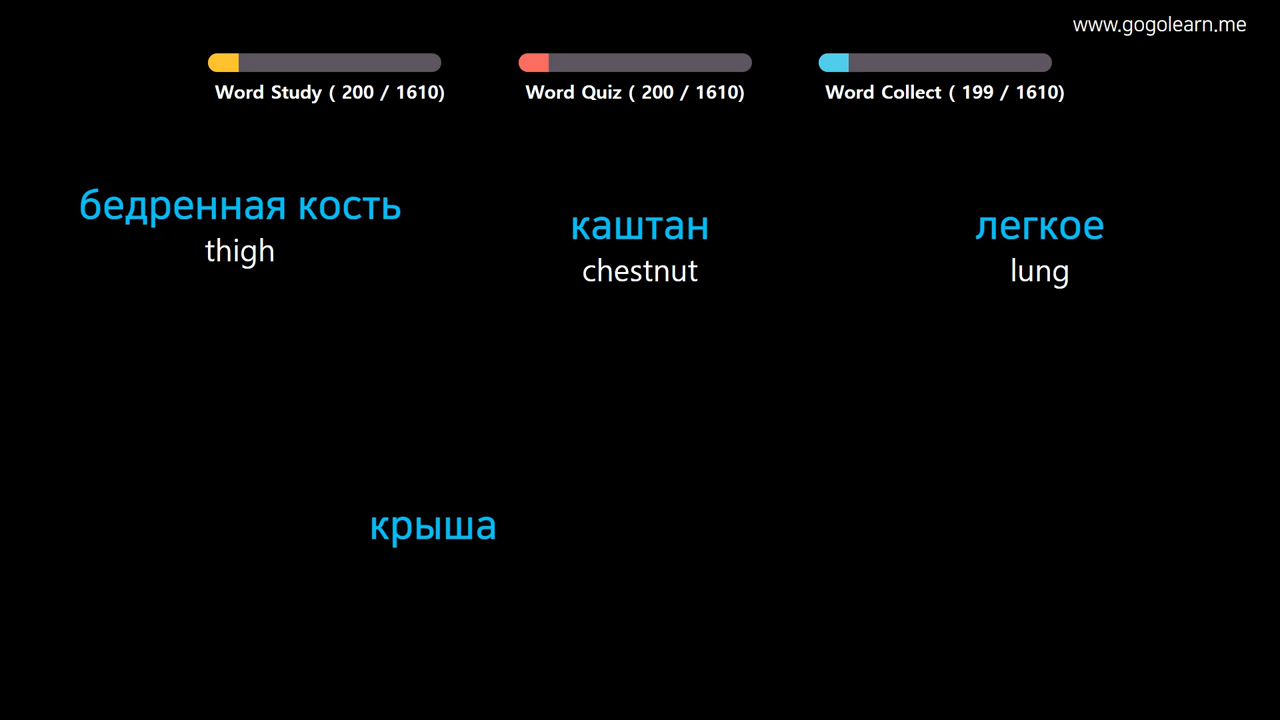 www.gogolearn.me
Word Study ( 200 / 1610)
Word Quiz ( 200 / 1610)
Word Collect ( 199 / 1610)
бедренная кость
thigh
каштан
chestnut
легкое
lung
крыша